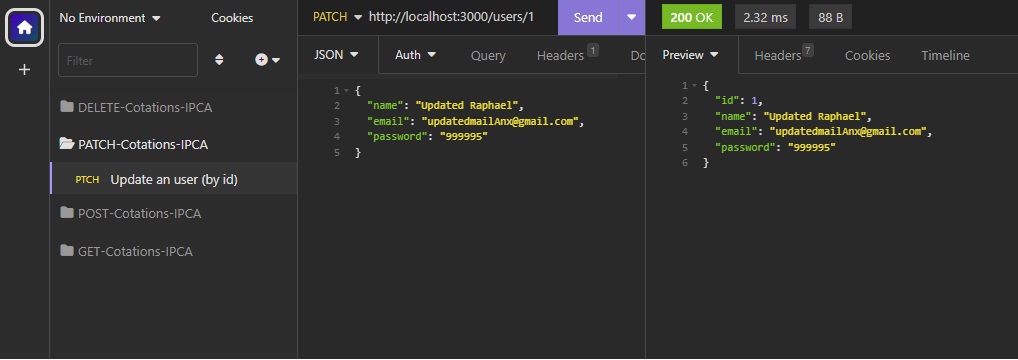 No Environment Cookies
Filter
DELETE-Cotations-IPCA
PATCH-Cotations-IPCA
PTCH Update an user (by id)
POST-Cotations-IPCA
GET-Cotations-IPCA
PATCH http://localhost:3000/users/1 Send
JSON Auth Query Headers 1 Do
1 {
2 "name": "Updated Raphael",
3 "email": "updatedmailAnx@gmail.com",
4 "password": "999995"
5 }
200 OK 2.32 ms 88 B
Preview Headers 7 Cookies Timeline
1 {
2 "id": 1,
3 "name": "Updated Raphael",
4 "email": "updatedmailAnx@gmail.com",
5 "password": "999995"
6 }